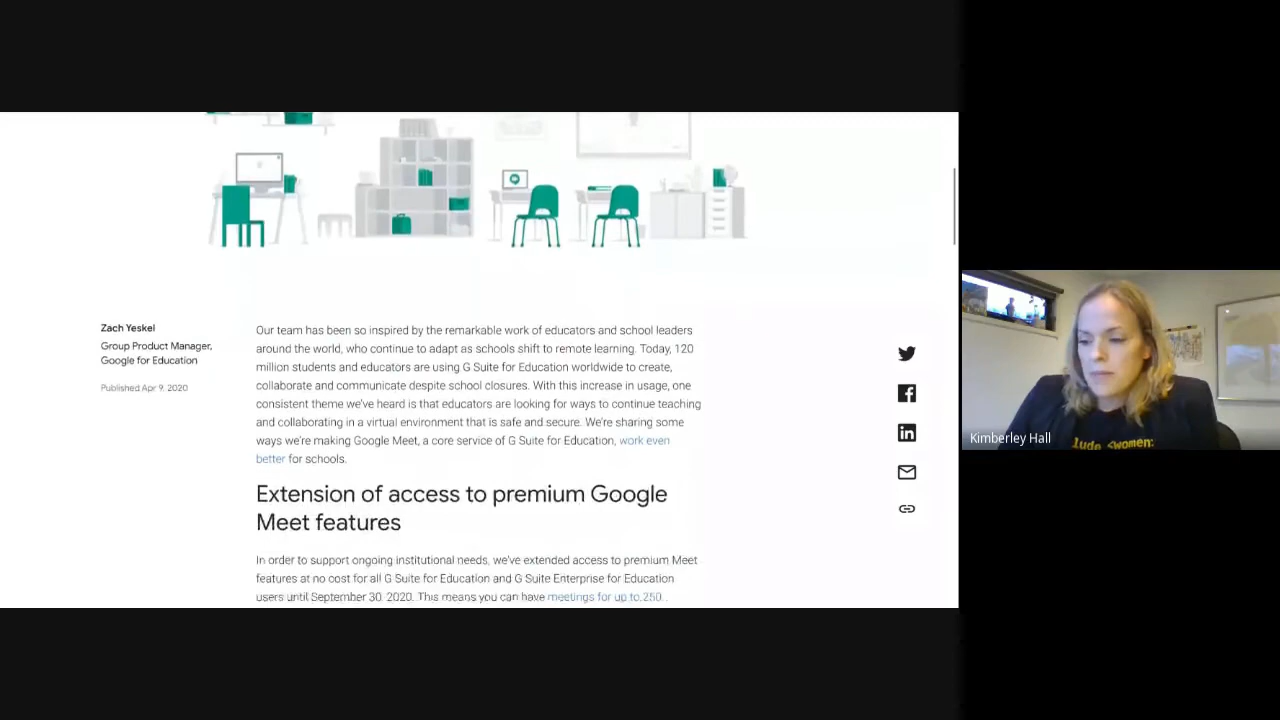 Zach Yeskel
Group Product Manager,
Google for Education
Published Apr 9, 2020
Our team has been so inspired by the remarkable work of educators and school leaders
around the world, who continue to adapt as schools shift to remote learning. Today, 120
million students and educators are using G Suite for Education worldwide to create,
collaborate and communicate despite school closures. With this increase in usage, one
consistent theme we've heard is that educators are looking for ways to continue teaching
and collaborating in a virtual environment that is safe and secure. We're sharing some
ways we're making Google Meet, a core service of G Suite for Education, work even
better for schools.
Extension of access to premium Google
Meet features
In order to support ongoing institutional needs, we've extended access to premium Meet
features at no cost for all G Suite for Education and G Suite Enterprise for Education
users until September 30, 2020. This means you can have meetings for up to 250
lude <women:
Kimberley Hall